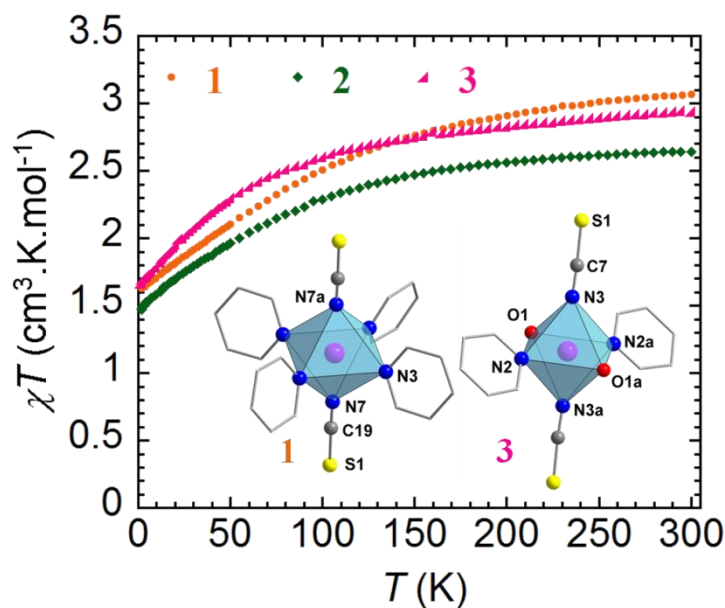 3.5
3
2.5
2
1.5
1
0.5
0
χT (cm³.K.mol⁻¹)
1 2 3
S1
C7
N3
O1
N2a
N2
O1a
N3a
3
N7a
N3
N7
C19
S1
1
0 50 100 150 200 250 300
T (K)